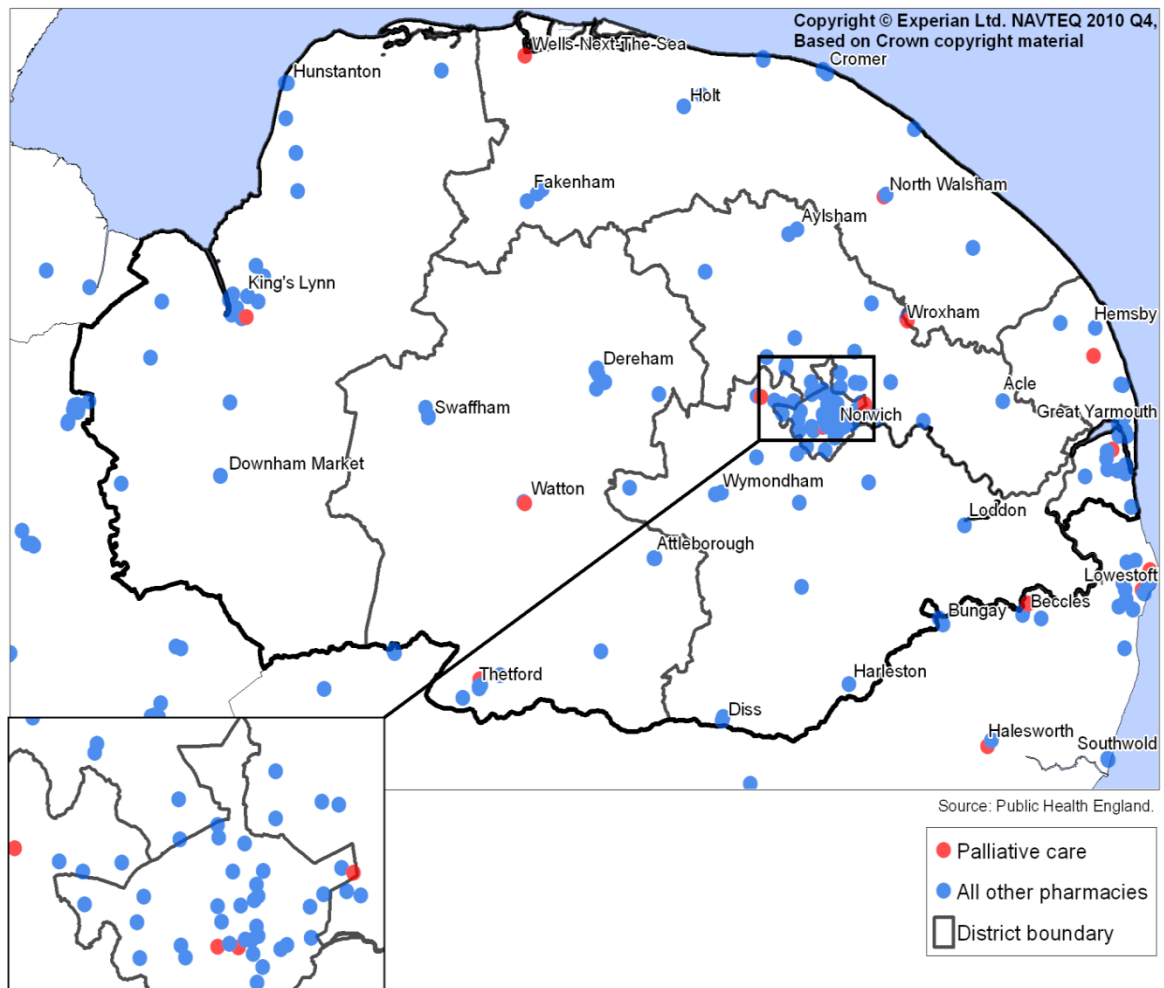 Copyright © Experian Ltd. NAVTEQ 2010 Q4,
Based on Crown copyright material
Wells-Next-The-Sea
Cromer
Hunstanton
Holt
Fakenham
North Walsham
Aylsham
King's Lynn
Wroxham
Hemsby
Dereham
Acle
Swaffham
Norwich
Great Yarmouth
Downham Market
Watton
Wymondham
Loddon
Attleborough
Lowestoft
Bungay
Beccles
Thetford
Harleston
Diss
Halesworth
Southwold
Source: Public Health England.
Palliative care
All other pharmacies
District boundary